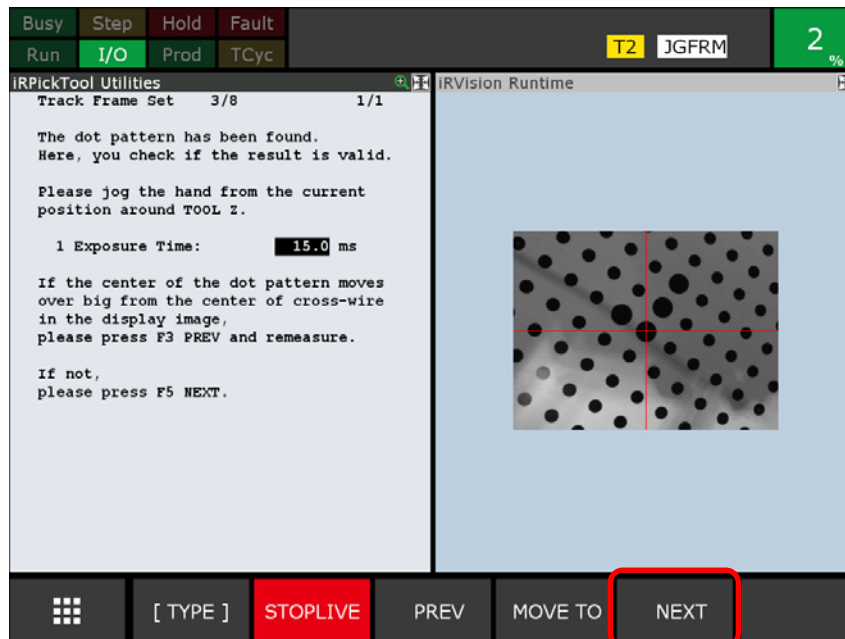 Busy Step Hold Fault
Run I/O Prod TCyc
T2 JGFRM
2 %
iRPickTool Utilities
Track Frame Set 3/8 1/1
The dot pattern has been found.
Here, you check if the result is valid.
Please jog the hand from the current
position around TOOL Z.
1 Exposure Time: 15.0 ms
If the center of the dot pattern moves
over big from the center of cross-wire
in the display image,
please press F3 PREV and remeasure.
If not,
please press F5 NEXT.
iRVision Runtime
[ TYPE ] STOPLIVE PREV MOVE TO NEXT